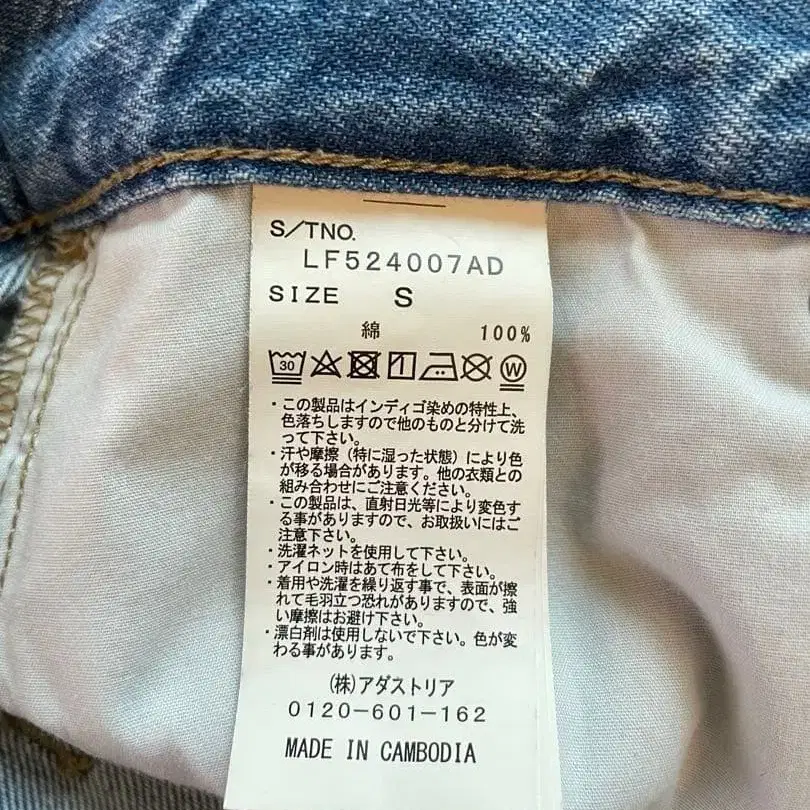 S/TNO.
LF524007AD
SIZE S
綿 100%
30 W
・この製品はインディゴ染めの特性上、
色落ちしますので他のものと分けて洗
って下さい。
・汗や摩擦（特に湿った状態）により色
が移る場合があります。他の衣類との
組み合わせにご注意ください。
・この製品は、直射日光等により変色す
る事がありますので、お取扱いにはご
注意下さい。
・洗濯ネットを使用して下さい。
・アイロン時はあて布をして下さい。
・着用や洗濯を繰り返す事で、表面が擦
れて毛羽立つ恐れがありますので、強
い摩擦はお避け下さい。
・漂白剤は使用しないで下さい。色が変
わる事があります。
（株）アダストリア
0120-601-162
MADE IN CAMBODIA